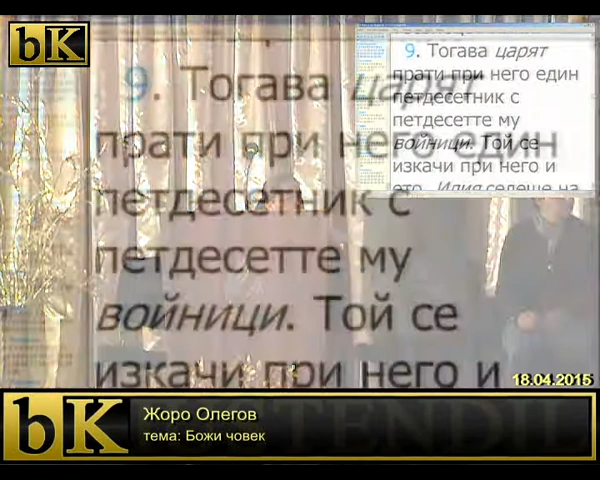 bK
9. Тогава царят
прати при него един
петдесетник с
петдесетте му
войници. Той се
изкачи при него и
9. Тогава царят
прати при него един
петдесетник с
петдесетте му
войници. Той се
изкачи при него и
ето, Илия седеше на
18.04.2015
bK
Жоро Олегов
тема: Божи човек